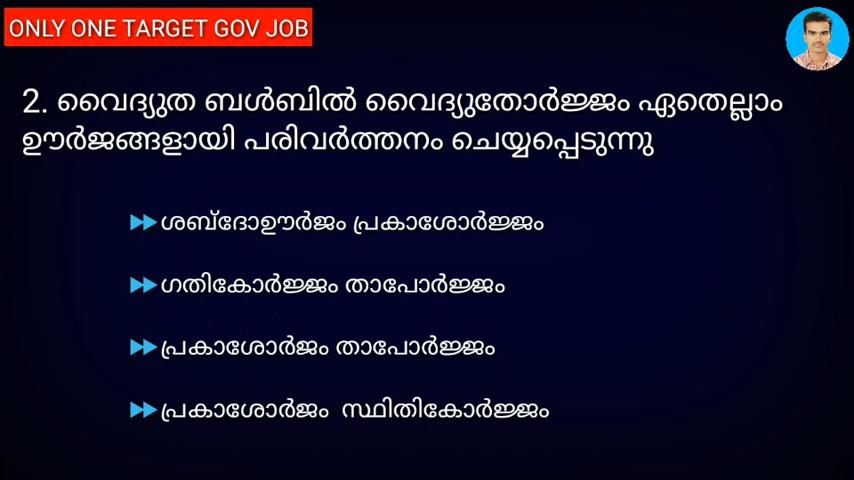 ONLY ONE TARGET GOV JOB
2. വൈദ്യുത ബൾബിൽ വൈദ്യുതോർജ്ജം ഏതെല്ലാം
ഊർജങ്ങളായി പരിവർത്തനം ചെയ്യപ്പെടുന്നു
ശബ്ദോഊർജം പ്രകാശോർജ്ജം
ഗതികോർജ്ജം താപോർജ്ജം
പ്രകാശോർജം താപോർജ്ജം
പ്രകാശോർജം സ്ഥിതികോർജ്ജം